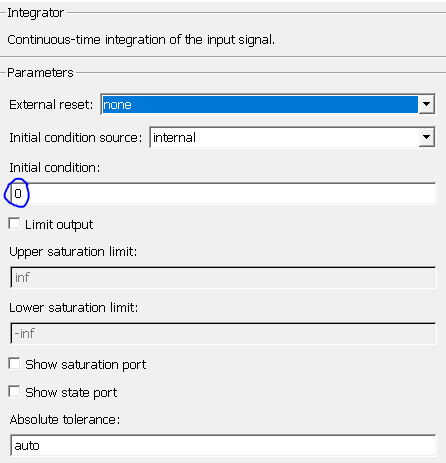 Integrator
Continuous-time integration of the input signal.
Parameters
External reset: none
Initial condition source: internal
Initial condition:
0
Limit output
Upper saturation limit:
inf
Lower saturation limit:
-inf
Show saturation port
Show state port
Absolute tolerance:
auto